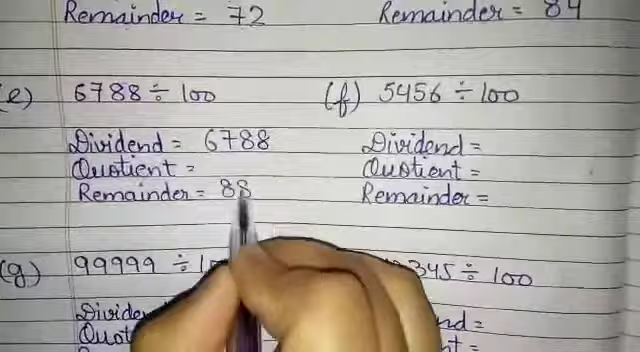 Remainder = 72
Remainder = 84
(e) 6788 ÷ 100
Dividend = 6788
Quotient =
Remainder = 88
(f) 5456 ÷ 100
Dividend =
Quotient =
Remainder =
(g) 99999 ÷
345 ÷ 100